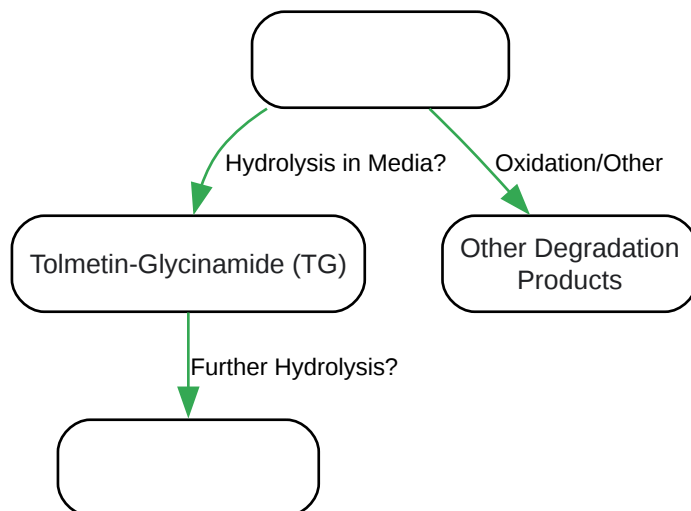 Hydrolysis in Media?
Oxidation/Other
Tolmetin-Glycinamide (TG)
Other Degradation
Products
Further Hydrolysis?